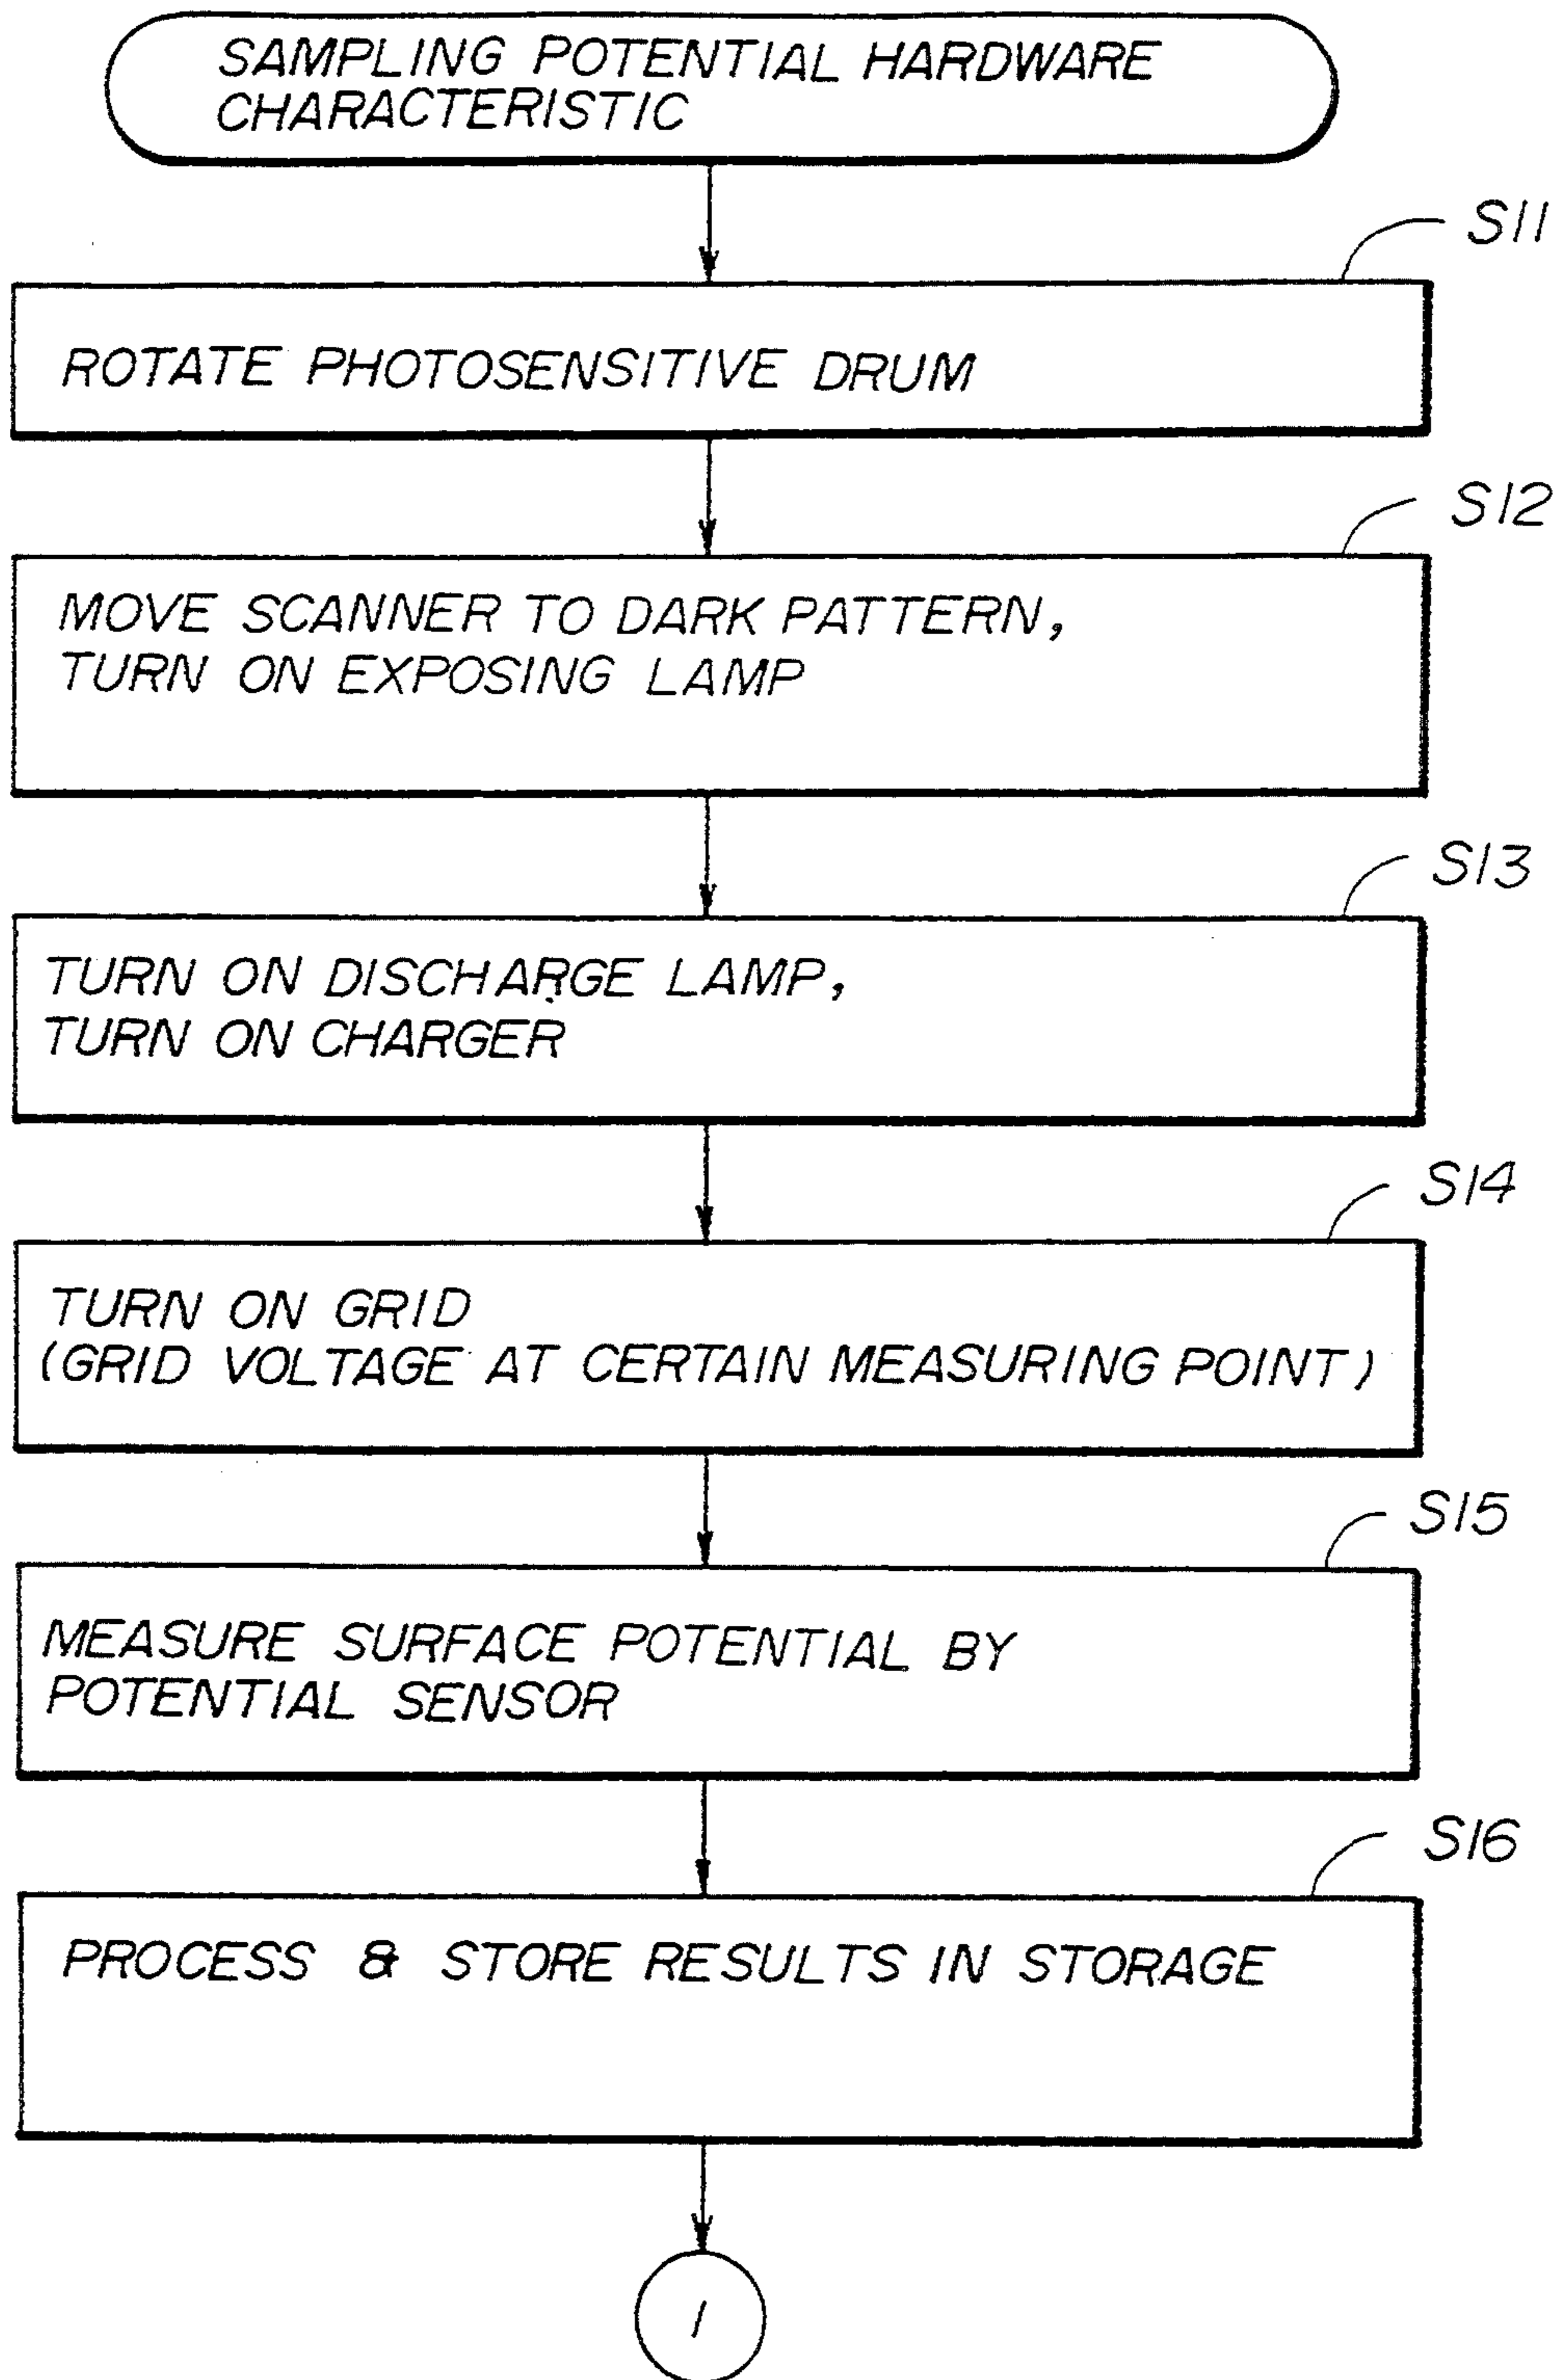 SAMPLING POTENTIAL HARDWARE
CHARACTERISTIC
S11
ROTATE PHOTOSENSITIVE DRUM
S12
MOVE SCANNER TO DARK PATTERN,
TURN ON EXPOSING LAMP
S13
TURN ON DISCHARGE LAMP,
TURN ON CHARGER
S14
TURN ON GRID
(GRID VOLTAGE AT CERTAIN MEASURING POINT)
S15
MEASURE SURFACE POTENTIAL BY
POTENTIAL SENSOR
S16
PROCESS & STORE RESULTS IN STORAGE
1